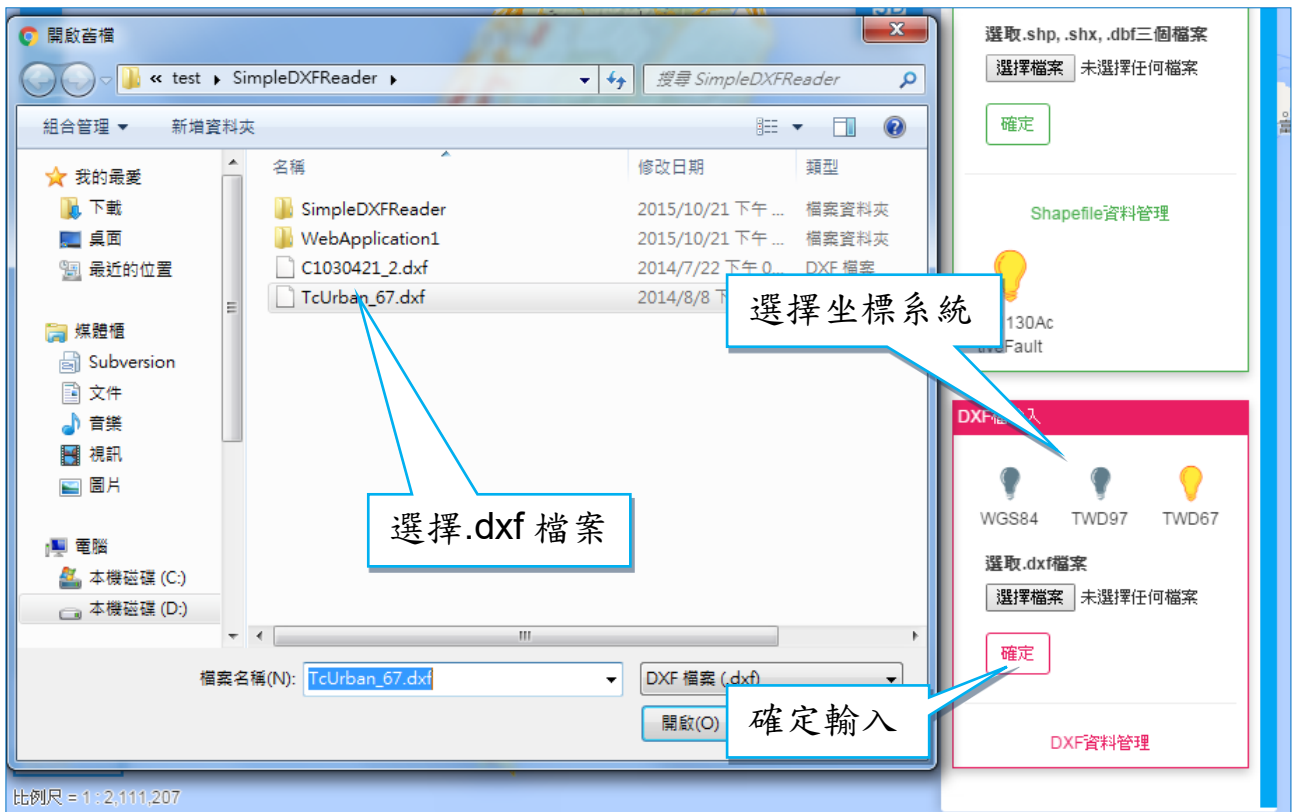 開啟舊檔
« test ▸ SimpleDXFReader ▸
搜尋 SimpleDXFReader
組合管理 ▼ 新增資料夾
我的最愛
下載
桌面
最近的位置
媒體櫃
Subversion
文件
音樂
視訊
圖片
電腦
本機磁碟 (C:)
本機磁碟 (D:)
名稱 修改日期 類型
SimpleDXFReader 2015/10/21 下午 ... 檔案資料夾
WebApplication1 2015/10/21 下午 ... 檔案資料夾
C1030421_2.dxf 2014/7/22 下午 0... DXF 檔案
TcUrban_67.dxf 2014/8/8 下
選擇.dxf 檔案
檔案名稱(N): TcUrban_67.dxf
DXF 檔案 (.dxf)
開啟(O)
比例尺 = 1 : 2,111,207
選取.shp, .shx, .dbf三個檔案
選擇檔案 未選擇任何檔案
確定
Shapefile資料管理
130Ac
Fault
選擇坐標系統
DXF檔輸入
WGS84 TWD97 TWD67
選取.dxf檔案
選擇檔案 未選擇任何檔案
確定
確定輸入
DXF資料管理